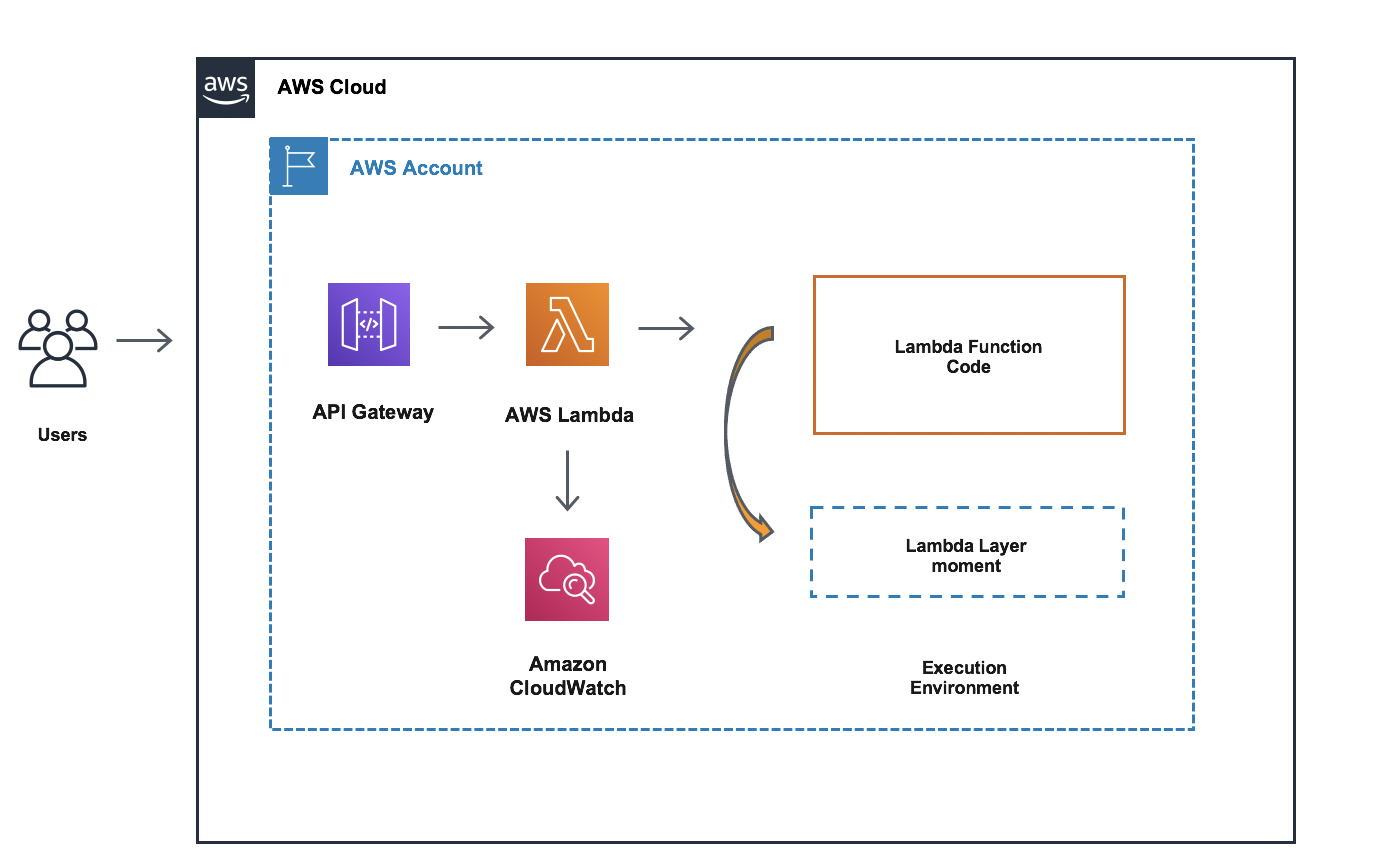 aws
AWS Cloud
AWS Account
</>
API Gateway
AWS Lambda
Lambda Function
Code
Users
Lambda Layer
moment
Amazon
CloudWatch
Execution
Environment